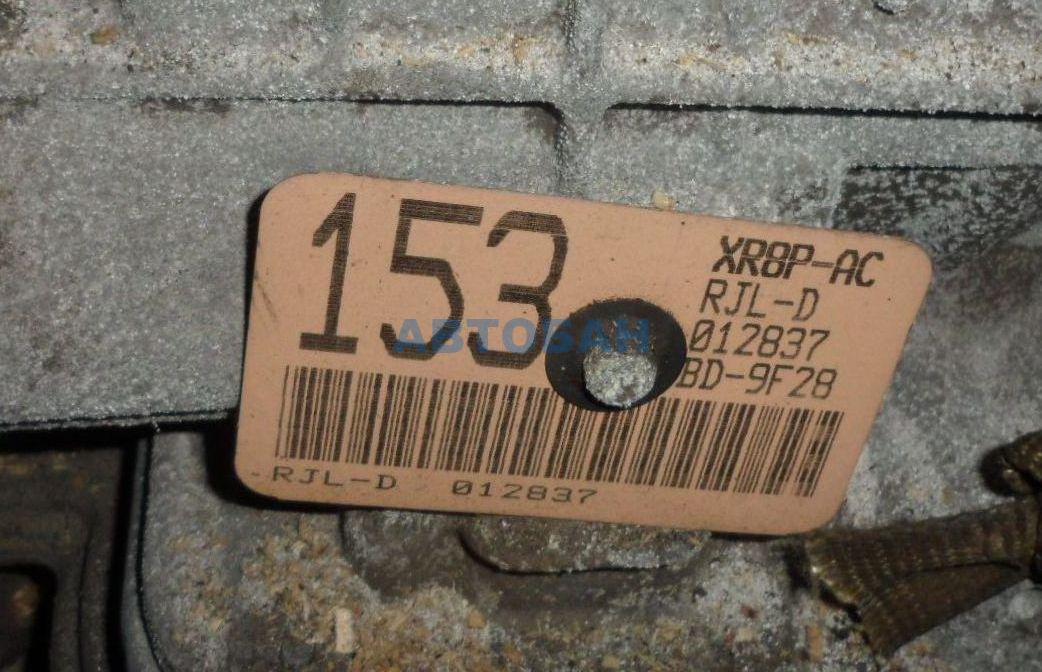 153
XR8P-AC
RJL-D
012837
BD-9F28
АВТОБАН
RJL-D 012837